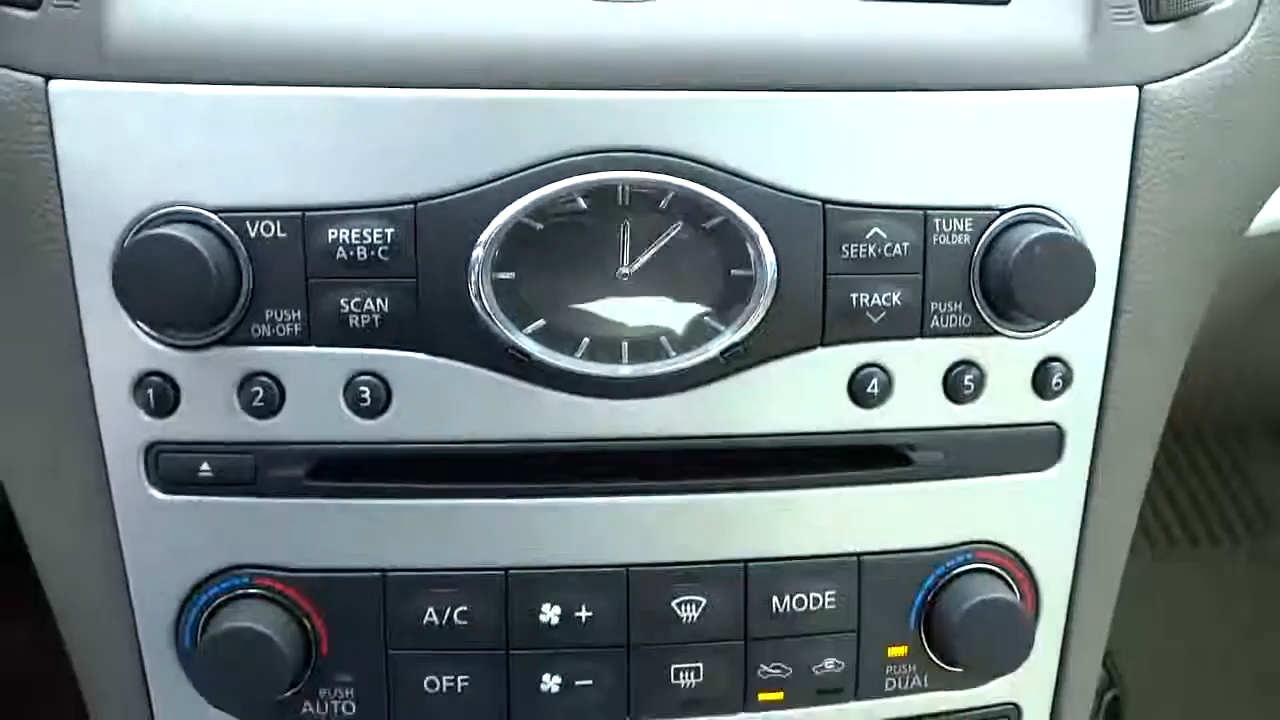 VOL
PUSH
ON·OFF
PRESET
A·B·C
SCAN
RPT
SEEK·CAT
TRACK
TUNE
FOLDER
PUSH
AUDIO
1
2
3
4
5
6
A/C
+
MODE
OFF
−
PUSH
AUTO
PUSH
DUAL